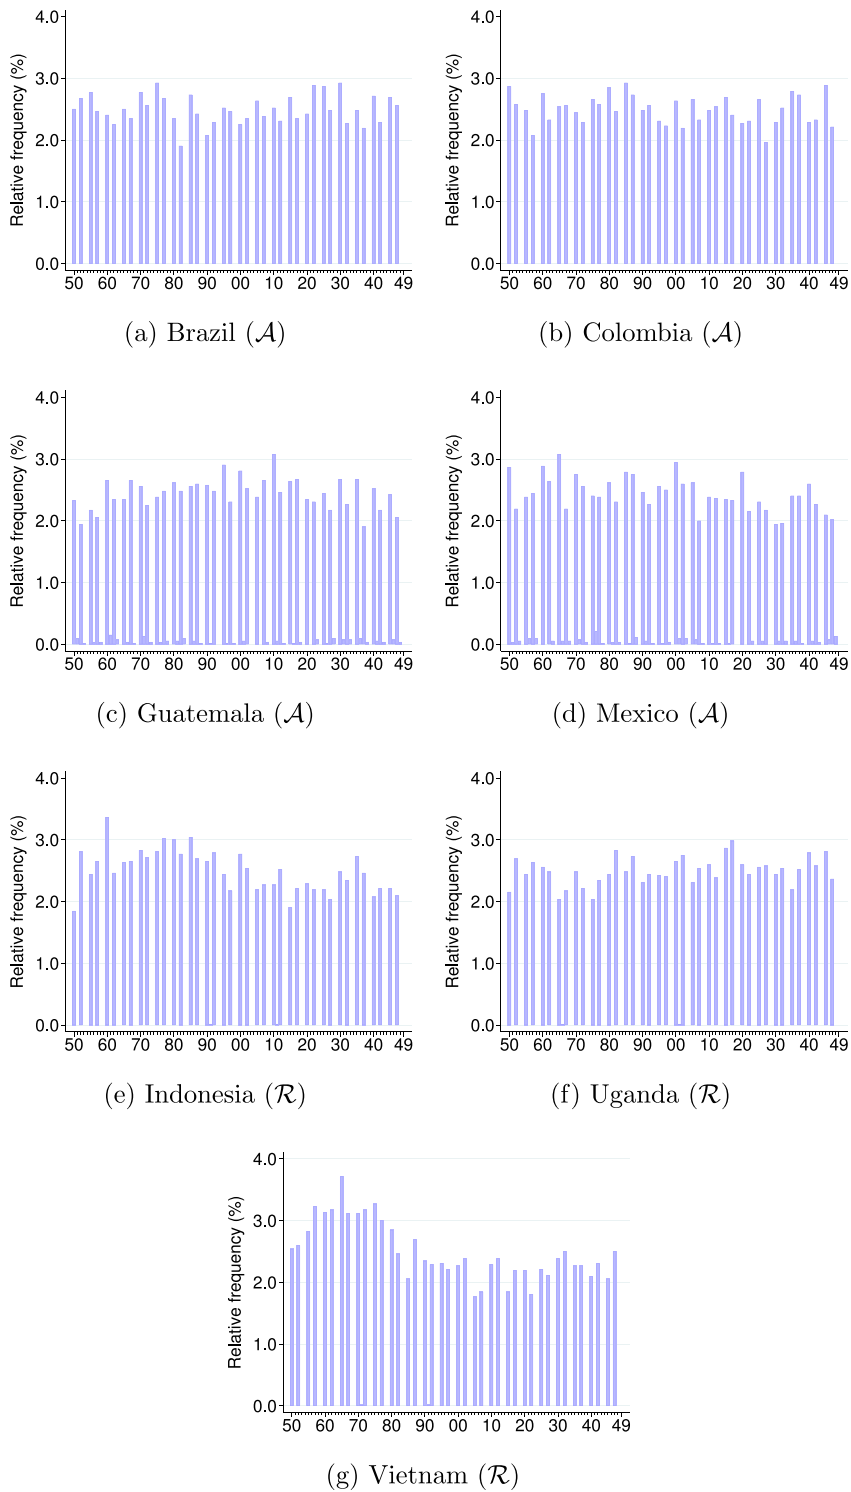 4.0
3.0
2.0
1.0
0.0
Relative frequency (%)
50 60 70 80 90 00 10 20 30 40 49
(a) Brazil (𝒜)
4.0
3.0
2.0
1.0
0.0
Relative frequency (%)
50 60 70 80 90 00 10 20 30 40 49
(b) Colombia (𝒜)
4.0
3.0
2.0
1.0
0.0
Relative frequency (%)
50 60 70 80 90 00 10 20 30 40 49
(c) Guatemala (𝒜)
4.0
3.0
2.0
1.0
0.0
Relative frequency (%)
50 60 70 80 90 00 10 20 30 40 49
(d) Mexico (𝒜)
4.0
3.0
2.0
1.0
0.0
Relative frequency (%)
50 60 70 80 90 00 10 20 30 40 49
(e) Indonesia (ℛ)
4.0
3.0
2.0
1.0
0.0
Relative frequency (%)
50 60 70 80 90 00 10 20 30 40 49
(f) Uganda (ℛ)
4.0
3.0
2.0
1.0
0.0
Relative frequency (%)
50 60 70 80 90 00 10 20 30 40 49
(g) Vietnam (ℛ)